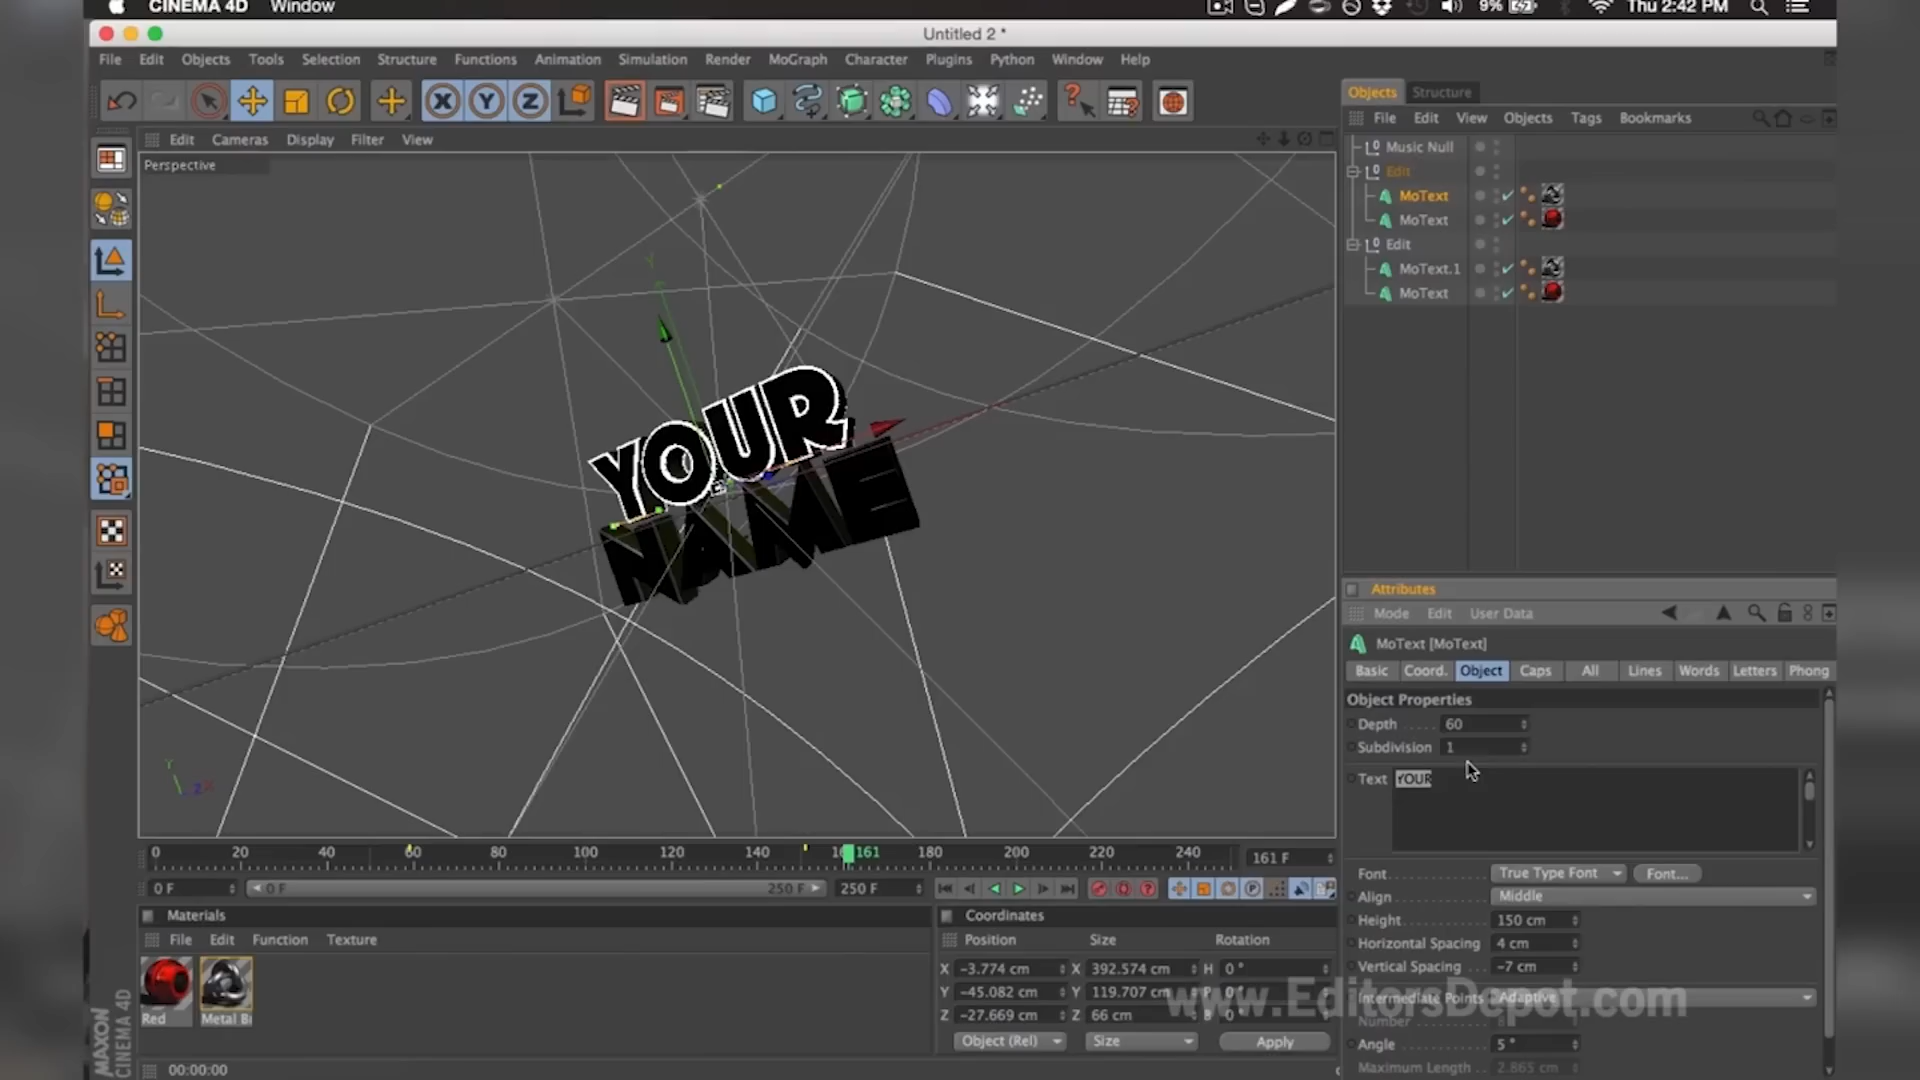 CINEMA 4D Window
9% Thu 2:42 PM
Untitled 2 *
File Edit Objects Tools Selection Functions Animation Simulation Render MoGraph Character Plugins Python Window Help
X Y Z
Edit Cameras Display Filter View
Perspective
YOUR
NAME
0 20 40 60 80 100 120 140 161 180 200 220 240
161 F
0 F
0 F 250 F
250 F
Materials
File Edit Function Texture
Red Metal
00:00:00
MAXON
CINEMA 4D
Coordinates
Position Size Rotation
X -3.774 cm X 392.574 cm H 0 °
Y -45.082 cm Y 119.707 cm P 0 °
Z -27.669 cm Z 66 cm B 0 °
Object (Rel) Size Apply
Objects Structure
File Edit View Objects Tags Bookmarks
Music Null
Edit
MoText
MoText
Edit
MoText.1
MoText
Attributes
Mode Edit User Data
MoText [MoText]
Basic Coord. Object Caps All Lines Words Letters Phong
Object Properties
Depth 60
Subdivision 1
Text YOUR
Font True Type Font Font...
Align Middle
Height 150 cm
Horizontal Spacing 4 cm
Vertical Spacing -7 cm
Intermediate Points Adaptive
Number
Angle 5 °
Maximum Length 2.865 cm
www.EditorsDepot.com